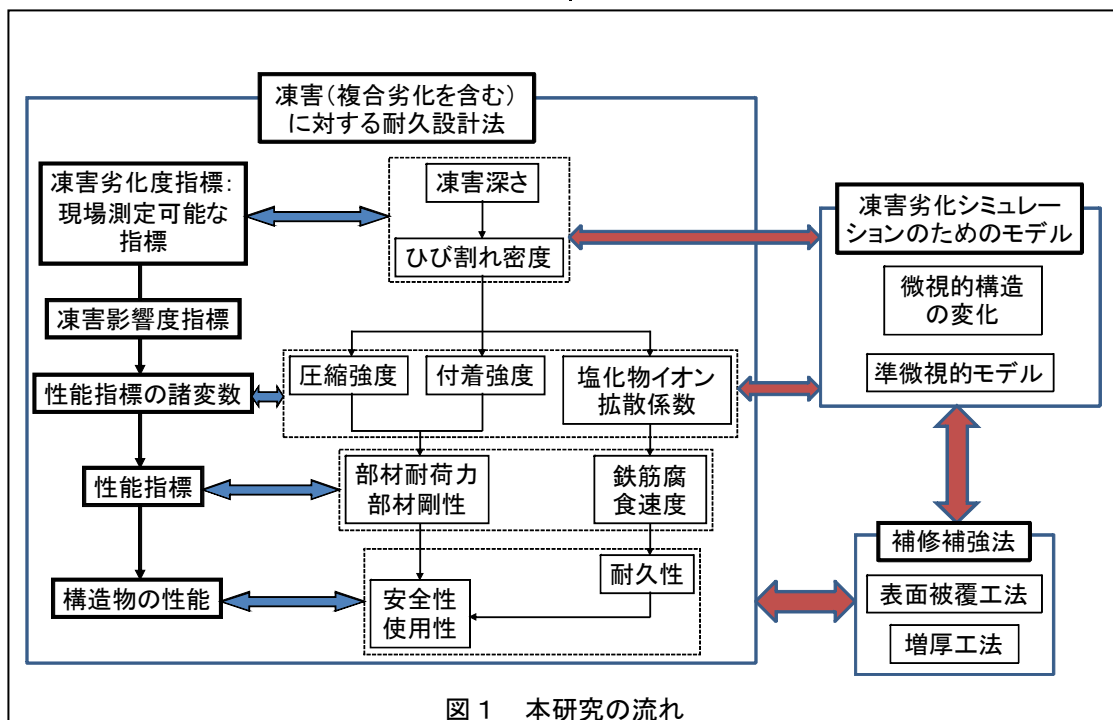 凍害（複合劣化を含む）
に対する耐久設計法
凍害劣化度指標：
現場測定可能な
指標
凍害深さ
ひび割れ密度
凍害劣化シミュレー
ションのためのモデル
微視的構造
の変化
準微視的モデル
凍害影響度指標
性能指標の諸変数
圧縮強度
付着強度
塩化物イオン
拡散係数
性能指標
部材耐荷力
部材剛性
鉄筋腐
食速度
構造物の性能
安全性
使用性
耐久性
補修補強法
表面被覆工法
増厚工法
図１　本研究の流れ